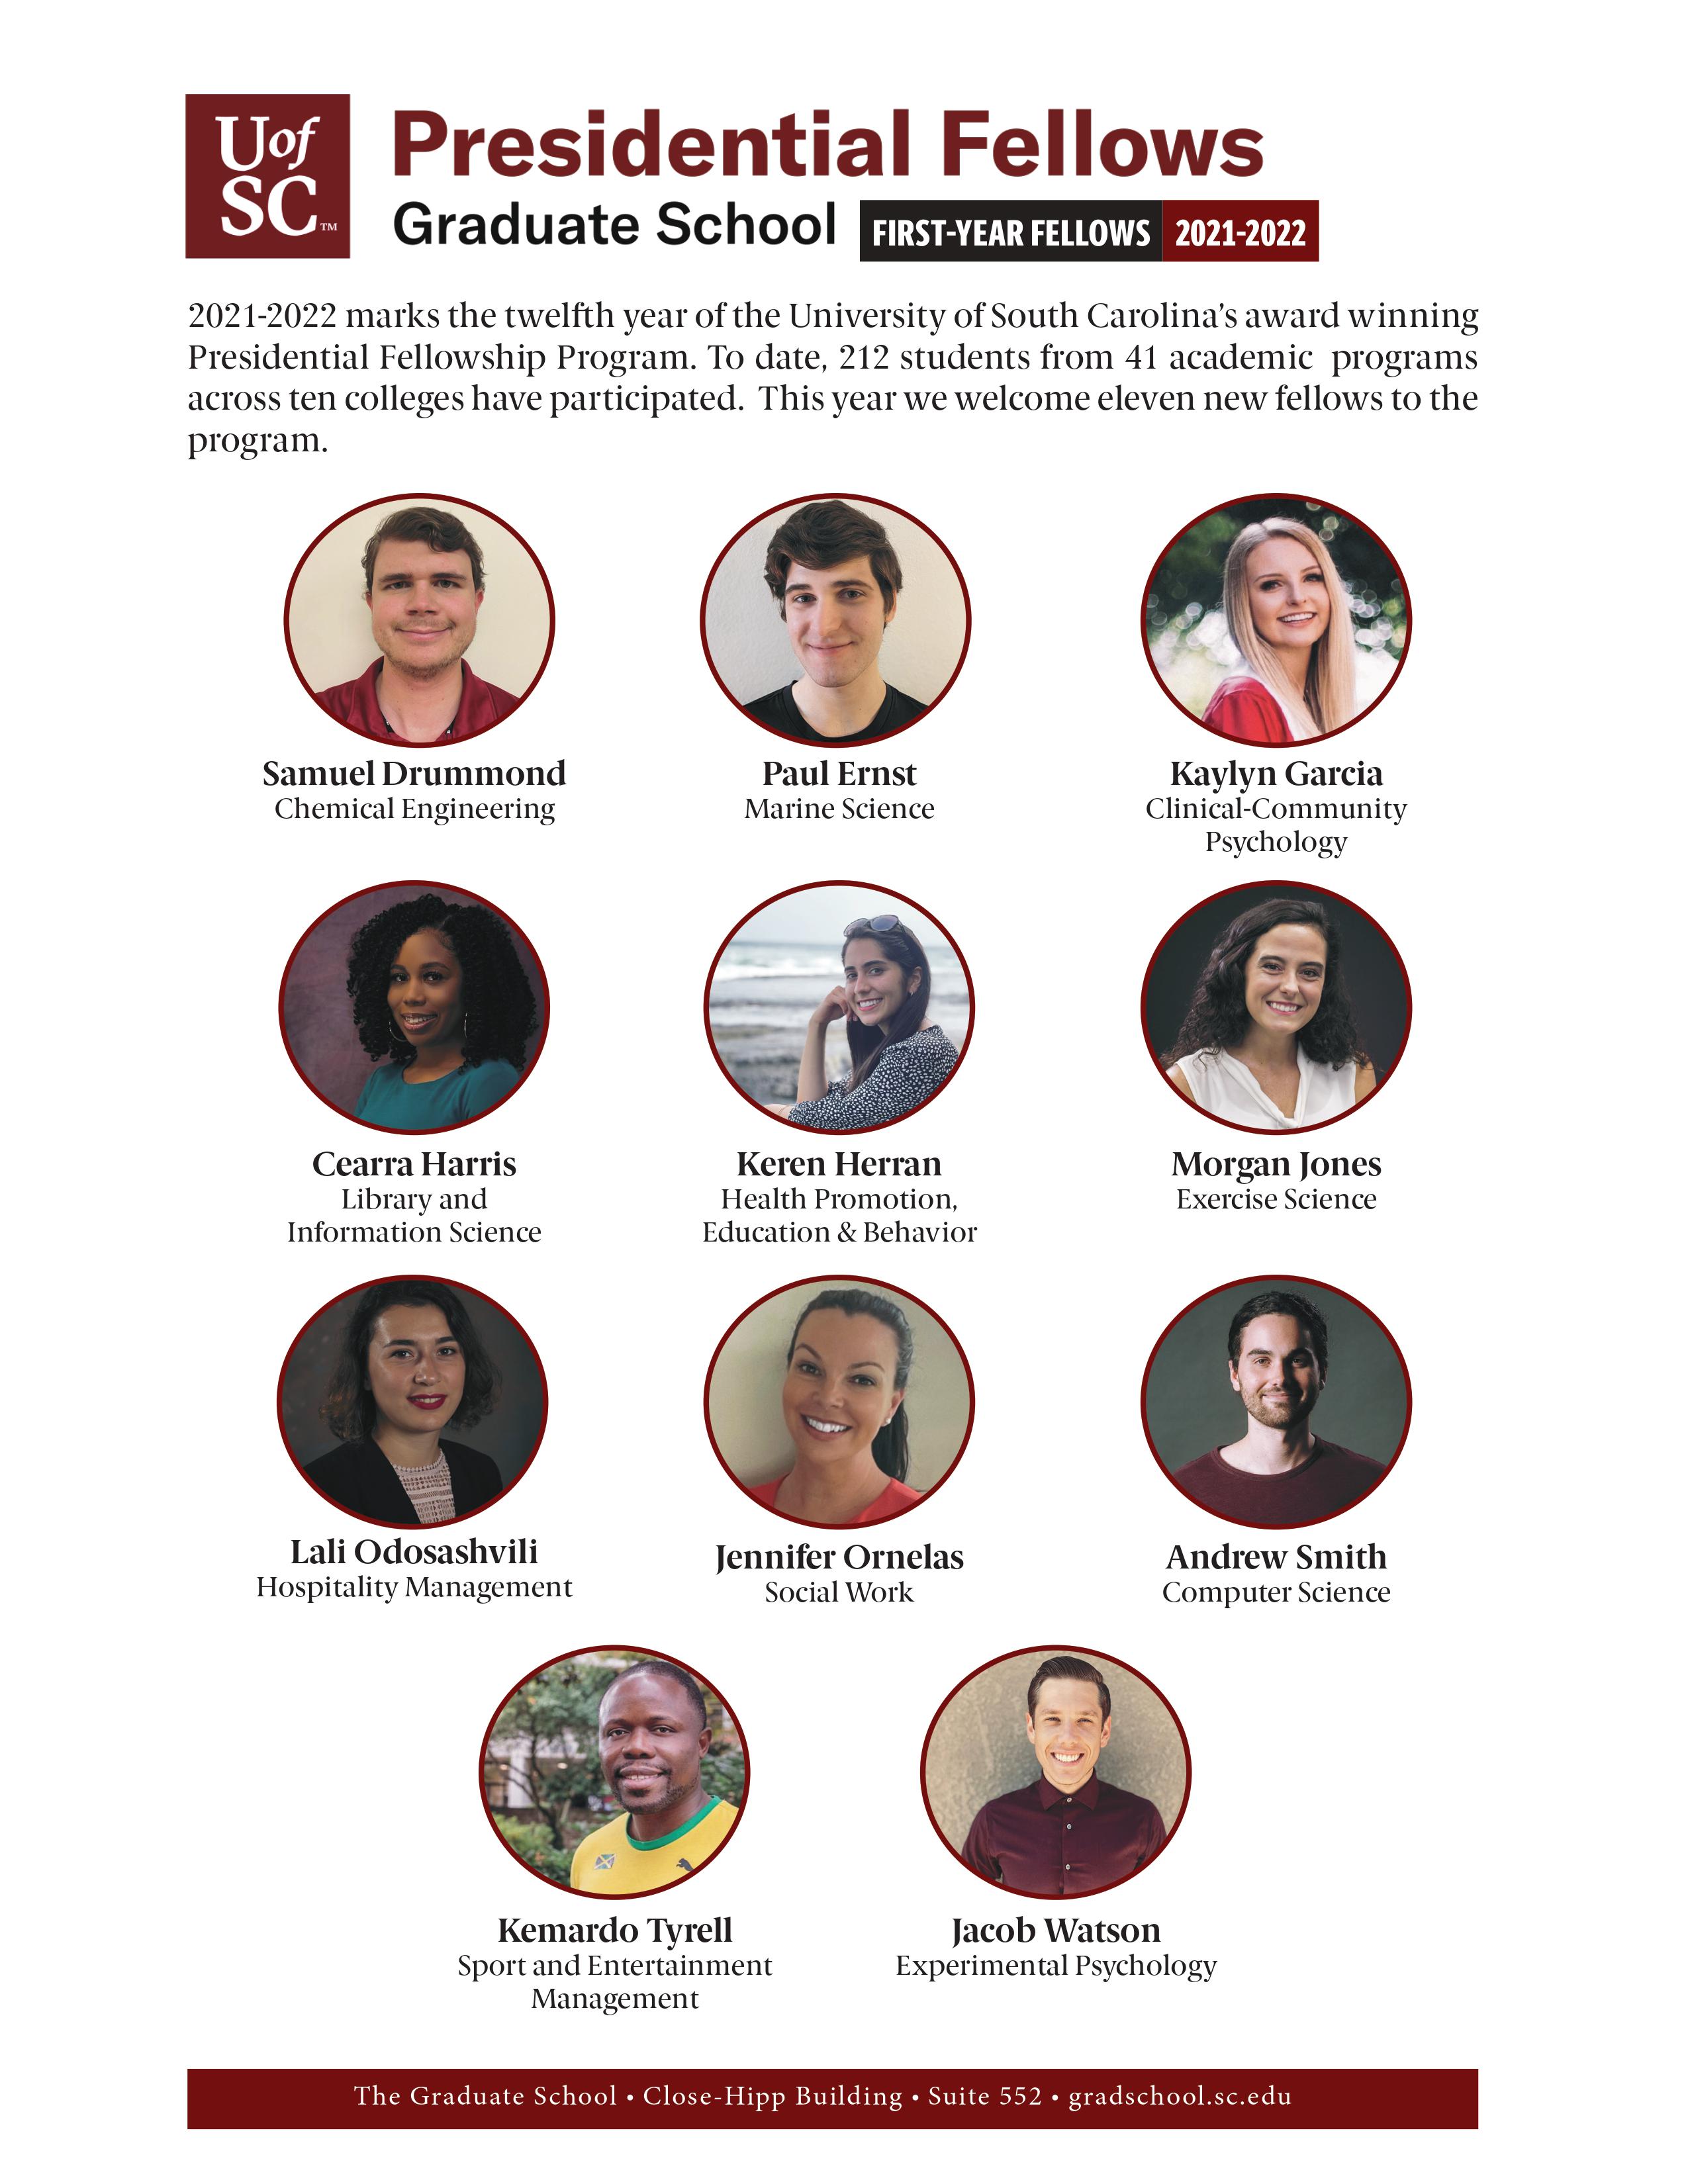 Uof
SC™
Presidential Fellows
Graduate School FIRST-YEAR FELLOWS 2021-2022
2021-2022 marks the twelfth year of the University of South Carolina’s award winning
Presidential Fellowship Program. To date, 212 students from 41 academic programs
across ten colleges have participated. This year we welcome eleven new fellows to the
program.
Samuel Drummond
Chemical Engineering
Paul Ernst
Marine Science
Kaylyn Garcia
Clinical-Community
Psychology
Cearra Harris
Library and
Information Science
Keren Herran
Health Promotion,
Education & Behavior
Morgan Jones
Exercise Science
Lali Odosashvili
Hospitality Management
Jennifer Ornelas
Social Work
Andrew Smith
Computer Science
Kemardo Tyrell
Sport and Entertainment
Management
Jacob Watson
Experimental Psychology
The Graduate School • Close-Hipp Building • Suite 552 • gradschool.sc.edu